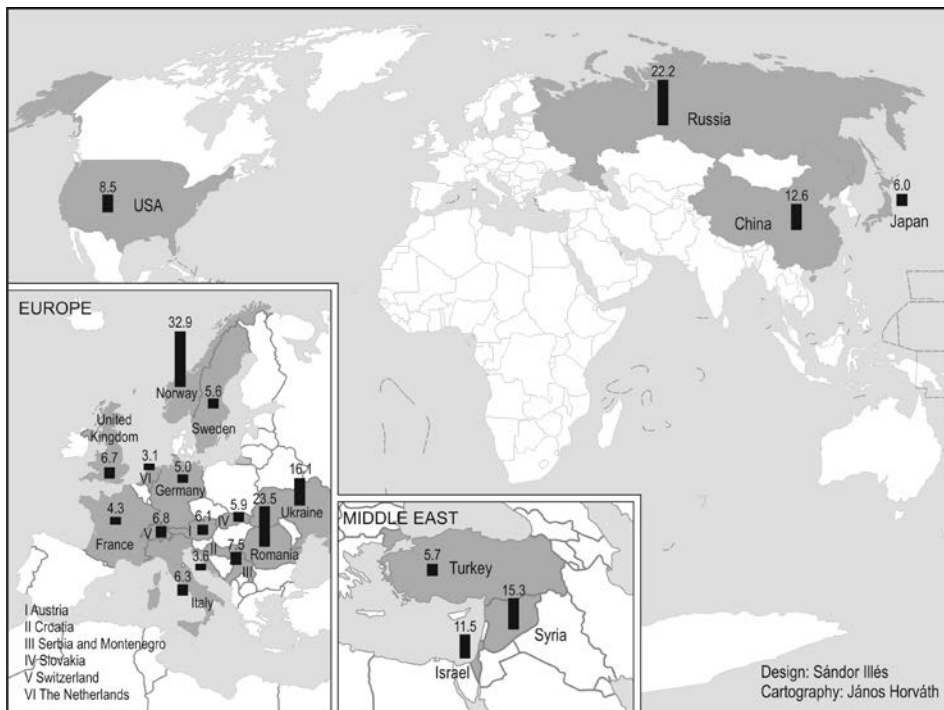 22.2
Russia
8.5
USA
12.6
China
6.0
Japan
EUROPE
32.9
Norway
5.6
Sweden
United
Kingdom
6.7
3.1
VI
5.0
Germany
16.1
Ukraine
4.3
France
6.8
V
6.1
I
5.9
IV
23.5
Romania
II
3.6
7.5
III
6.3
Italy
I Austria
II Croatia
III Serbia and Montenegro
IV Slovakia
V Switzerland
VI The Netherlands
MIDDLE EAST
5.7
Turkey
15.3
Syria
11.5
Israel
Design: Sándor Illés
Cartography: János Horváth